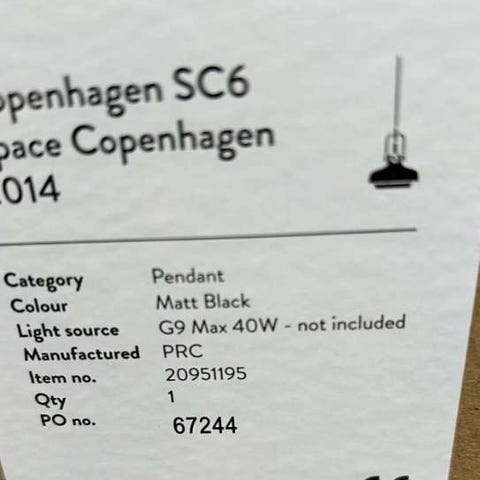 openhagen SC6
pace Copenhagen
014
Category Pendant
Colour Matt Black
Light source G9 Max 40W - not included
Manufactured PRC
Item no. 20951195
Qty 1
PO no. 67244